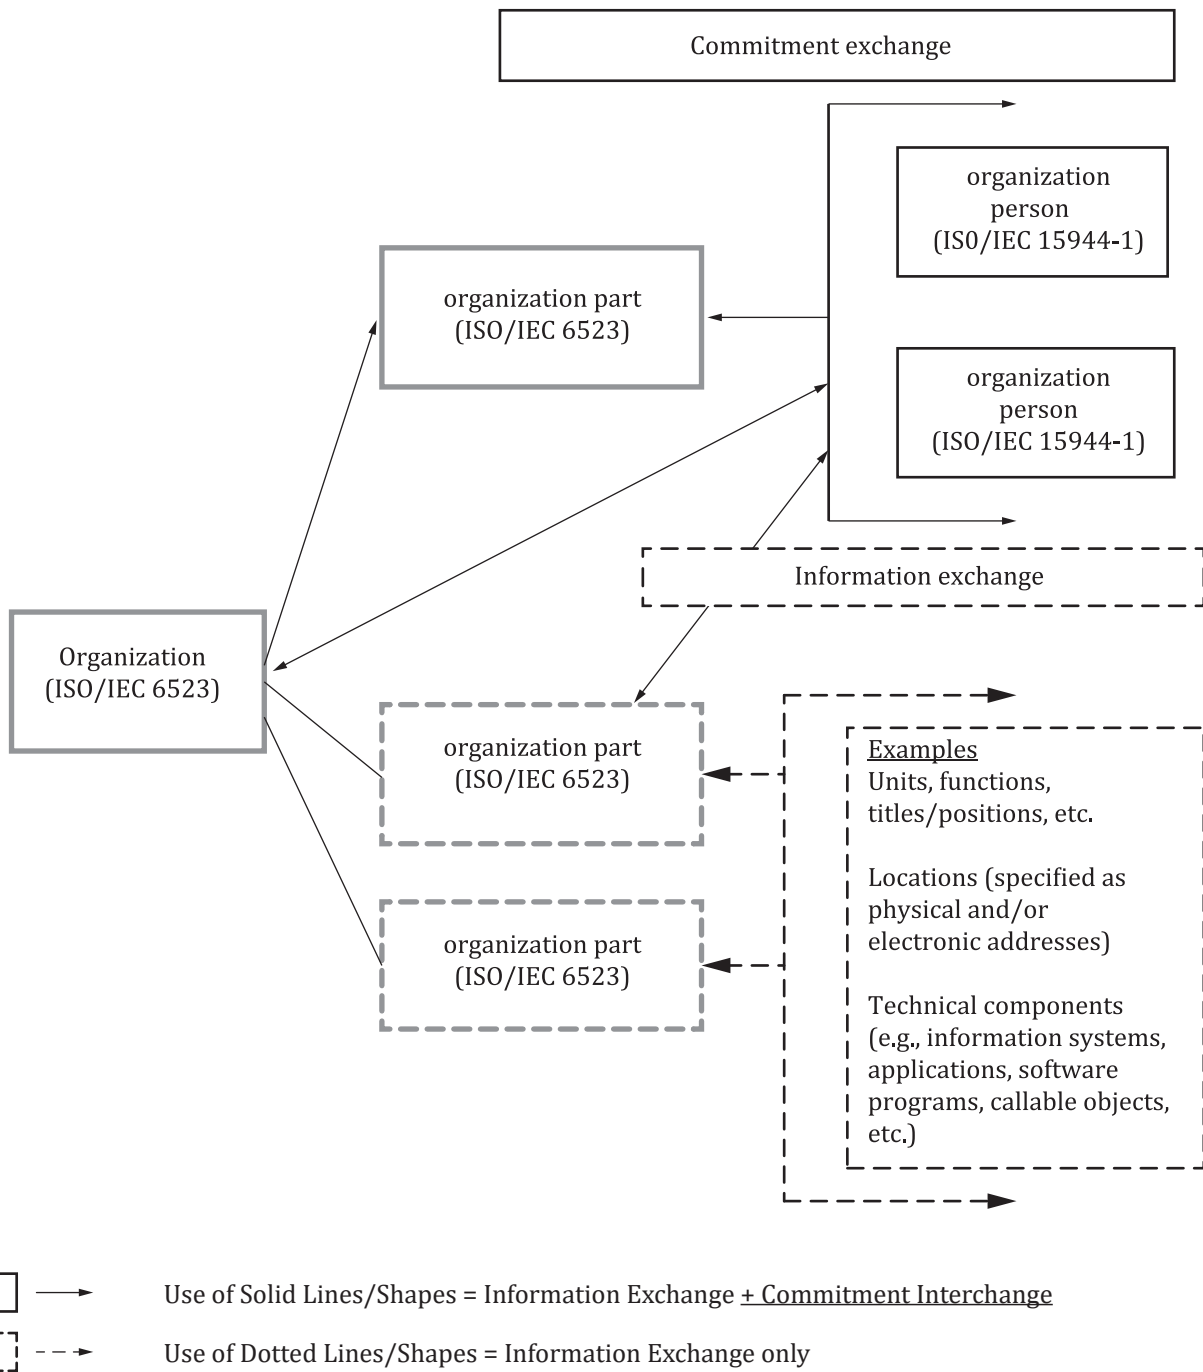 Commitment exchange
organization
person
(IS0/IEC 15944-1)
organization part
(ISO/IEC 6523)
organization
person
(ISO/IEC 15944-1)
Information exchange
Organization
(ISO/IEC 6523)
organization part
(ISO/IEC 6523)
Examples
Units, functions,
titles/positions, etc.
Locations (specified as
physical and/or
electronic addresses)
organization part
(ISO/IEC 6523)
Technical components
(e.g., information systems,
applications, software
programs, callable objects,
etc.)
Use of Solid Lines/Shapes = Information Exchange + Commitment Interchange
Use of Dotted Lines/Shapes = Information Exchange only